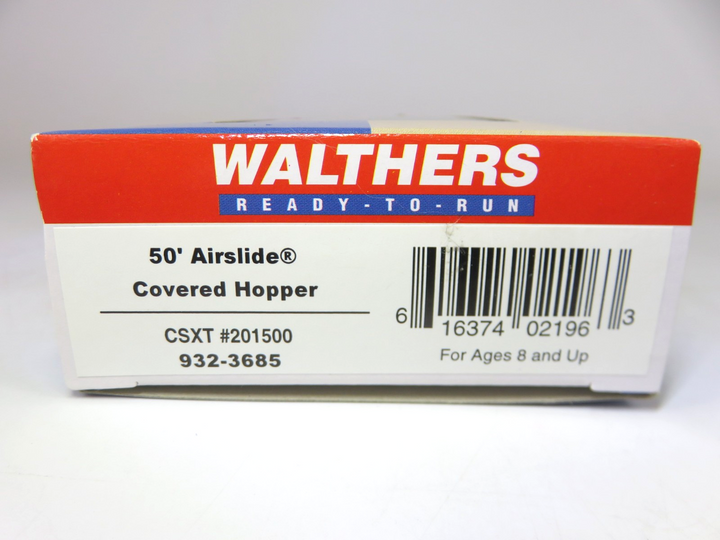 WALTHERS
READY-TO-RUN
50' Airslide®
Covered Hopper
CSXT #201500
932-3685
6 16374 02196 3
For Ages 8 and Up